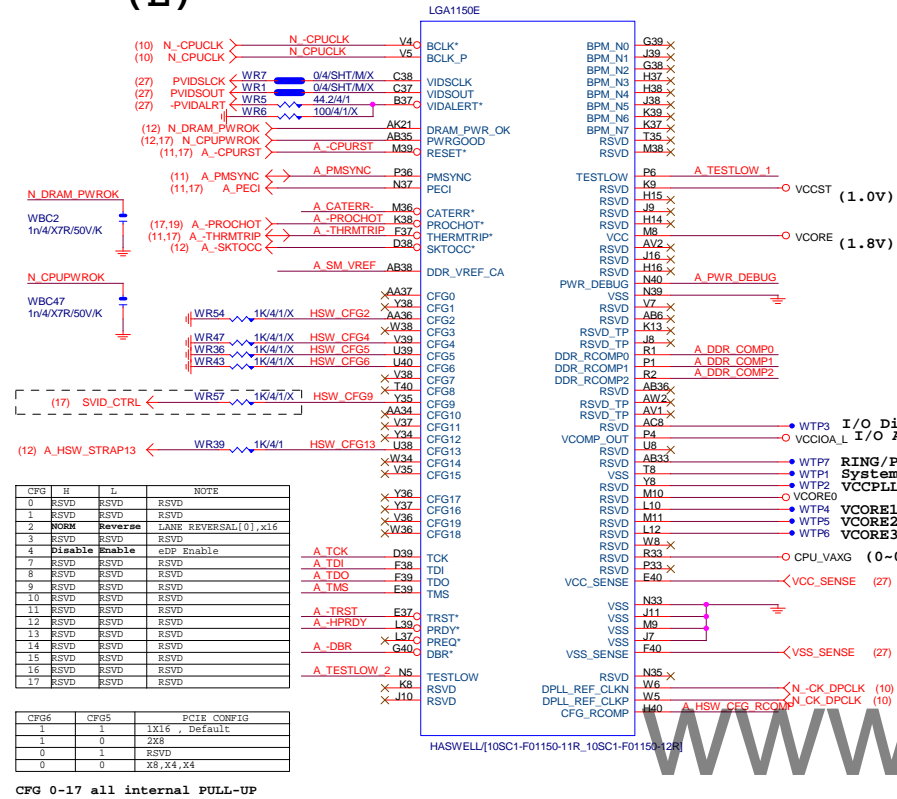 (L)
LGA1150E
(10) N_-CPUCLK N_-CPUCLK V4 BCLK*
(10) N_CPUCLK N_CPUCLK V5 BCLK_P
(27) PVIDSLCK WR7 0/4/SHT/M/X C38 VIDSCLK
(27) PVIDSOUT WR1 0/4/SHT/M/X C37 VIDSOUT
(27) -PVIDALRT WR5 44.2/4/1 B37 VIDALERT*
WR6 100/4/1/X
(12) N_DRAM_PWROK AK21 DRAM_PWR_OK
(12,17) N_CPUPWROK AB35 PWRGOOD
(11,17) A_-CPURST A_-CPURST M39 RESET*
(11) A_PMSYNC A_PMSYNC P36 PMSYNC
(11,17) A_PECI N37 PECI
A_CATERR- M36 CATERR*
(17,19) A_-PROCHOT A_-PROCHOT K38 PROCHOT*
(11,17) A_-THRMTRIP A_-THRMTRIP F37 THERMTRIP*
(12) A_-SKTOCC D38 SKTOCC*
A_SM_VREF AB38 DDR_VREF_CA
N_DRAM_PWROK
WBC2
1n/4/X7R/50V/K
N_CPUPWROK
WBC47
1n/4/X7R/50V/K
AA37 CFG0
Y38 CFG1
WR54 1K/4/1/X HSW_CFG2 AA36 CFG2
W38 CFG3
WR47 1K/4/1/X HSW_CFG4 V39 CFG4
WR36 1K/4/1/X HSW_CFG5 U39 CFG5
WR43 1K/4/1/X HSW_CFG6 U40 CFG6
V38 CFG7
T40 CFG8
(17) SVID_CTRL WR57 1K/4/1/X HSW_CFG9 Y35 CFG9
AA34 CFG10
V37 CFG11
Y34 CFG12
(12) A_HSW_STRAP13 WR39 1K/4/1 HSW_CFG13 U38 CFG13
W34 CFG14
V35 CFG15
Y36 CFG17
Y37 CFG16
V36 CFG19
W36 CFG18
A_TCK D39 TCK
A_TDI F38 TDI
A_TDO F39 TDO
A_TMS E39 TMS
A_-TRST E37 TRST*
A_-HPRDY L39 PRDY*
L37 PREQ*
A_-DBR G40 DBR*
A_TESTLOW_2 N5 TESTLOW
K8 RSVD
J10 RSVD
BPM_N0 G39
BPM_N1 J39
BPM_N2 G38
BPM_N3 H37
BPM_N4 H38
BPM_N5 J38
BPM_N6 K39
BPM_N7 K37
RSVD T35
RSVD M38
TESTLOW P6 A_TESTLOW_1
RSVD K9 VCCST (1.0V)
RSVD H15
RSVD J9
RSVD H14
VCC M8 VCORE (1.8V)
RSVD AV2
RSVD J16
RSVD H16
PWR_DEBUG N40 A_PWR_DEBUG
VSS N39
RSVD V7
RSVD AB6
RSVD_TP K13
RSVD_TP J8
DDR_RCOMP0 R1 A_DDR_COMP0
DDR_RCOMP1 P1 A_DDR_COMP1
DDR_RCOMP2 R2 A_DDR_COMP2
RSVD AB36
RSVD_TP AW2
RSVD_TP AV1
RSVD AC8 WTP3 I/O Di
VCOMP_OUT P4 VCCIOA_L I/O A
RSVD U8
RSVD AB33 WTP7 RING/P
VSS T8 WTP1 System
RSVD Y8 WTP2 VCCPLL
RSVD M10 VCORE0
RSVD L10 WTP4 VCORE1
RSVD M11 WTP5 VCORE2
RSVD L12 WTP6 VCORE3
RSVD W8
RSVD R33 CPU_VAXG (0~
RSVD P33
VCC_SENSE E40 VCC_SENSE (27)
VSS N33
VSS J11
VSS M9
VSS J7
VSS_SENSE F40 VSS_SENSE (27)
RSVD N35
DPLL_REF_CLKN W6 N_-CK_DPCLK (10)
DPLL_REF_CLKP W5 N_CK_DPCLK (10)
CFG_RCOMP H40 A_HSW_CFG_RCOMP
HASWELL/[10SC1-F01150-11R_10SC1-F01150-12R]
CFG H L NOTE
0 RSVD RSVD RSVD
1 RSVD RSVD RSVD
2 NORM Reverse LANE REVERSAL[0],x16
3 RSVD RSVD RSVD
4 Disable Enable eDP Enable
7 RSVD RSVD RSVD
8 RSVD RSVD RSVD
9 RSVD RSVD RSVD
10 RSVD RSVD RSVD
11 RSVD RSVD RSVD
12 RSVD RSVD RSVD
13 RSVD RSVD RSVD
14 RSVD RSVD RSVD
15 RSVD RSVD RSVD
16 RSVD RSVD RSVD
17 RSVD RSVD RSVD
CFG6 CFG5 PCIE CONFIG
1 1 1X16 , Default
1 0 2X8
0 1 RSVD
0 0 X8,X4,X4
CFG 0-17 all internal PULL-UP
www